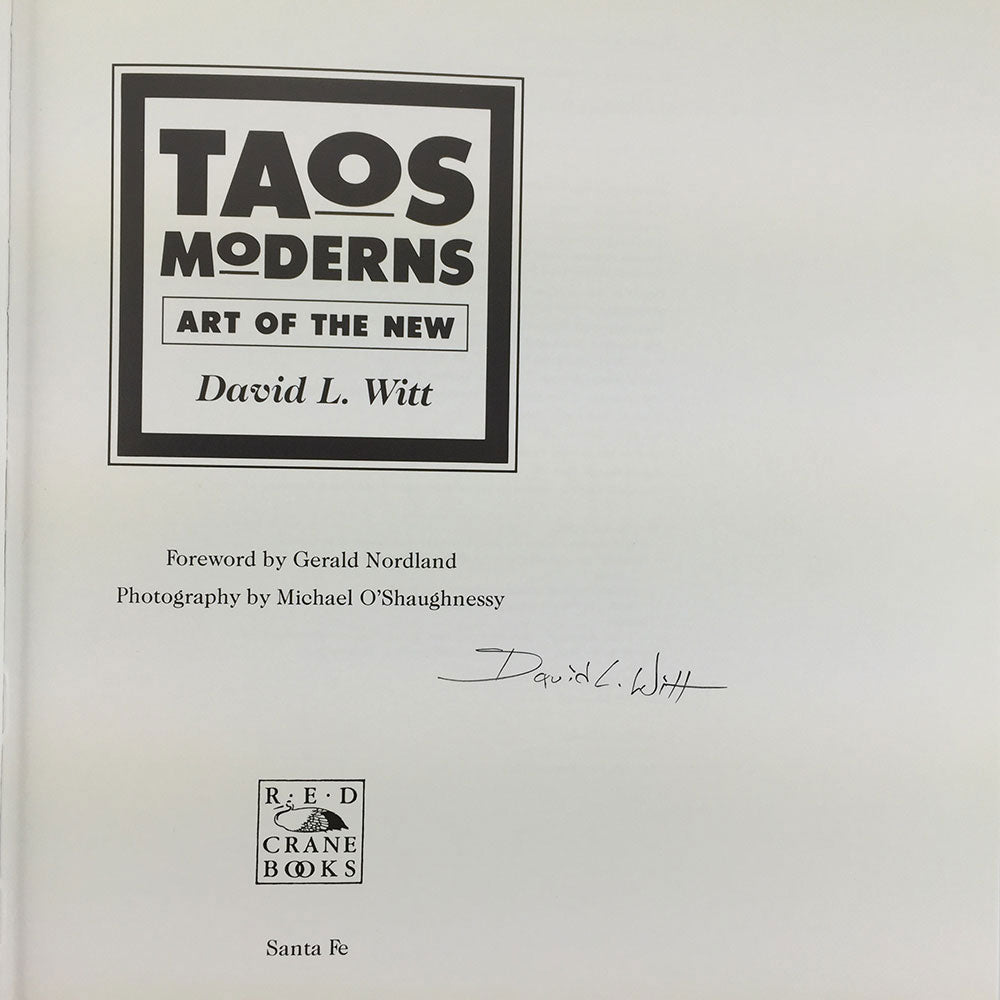 TAOS
MODERNS
ART OF THE NEW
David L. Witt
Foreword by Gerald Nordland
Photography by Michael O'Shaughnessy
David L. Witt
R·E·D
CRANE
BOOKS
Santa Fe